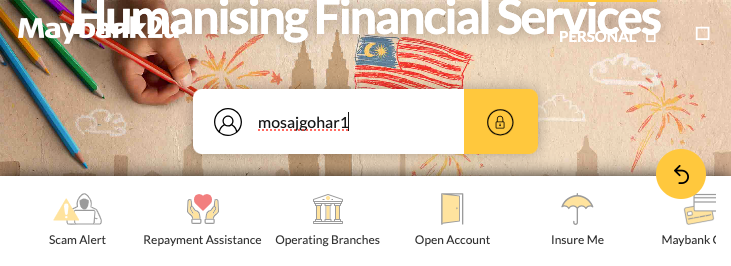 Humanising Financial Services
Maybank2u
PERSONAL
mosajgohar1
Scam Alert
Repayment Assistance
Operating Branches
Open Account
Insure Me
Maybank